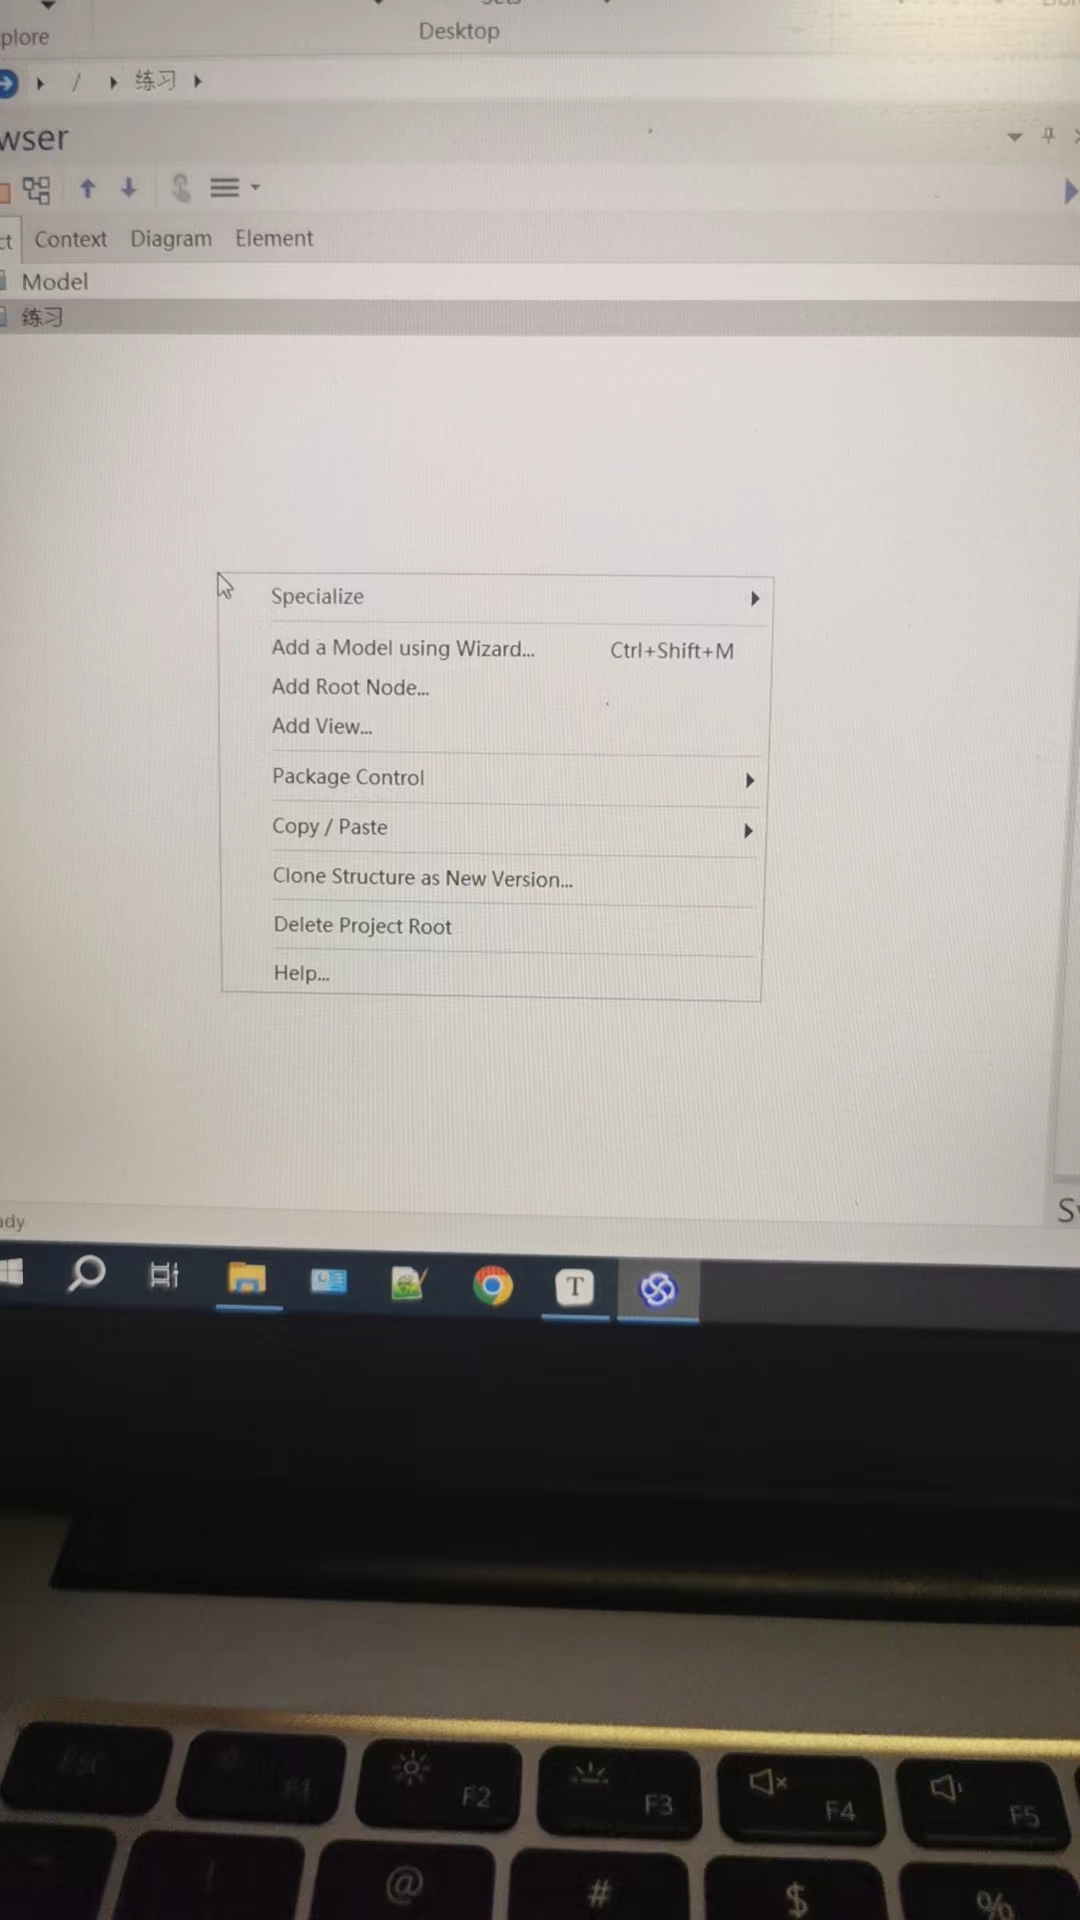 plore
Desktop
/ 练习
wser
ct Context Diagram Element
Model
练习
Specialize
Add a Model using Wizard... Ctrl+Shift+M
Add Root Node...
Add View...
Package Control
Copy / Paste
Clone Structure as New Version...
Delete Project Root
Help...
ady
T
Esc F1 F2 F3 F4 F5
! @ # $ %